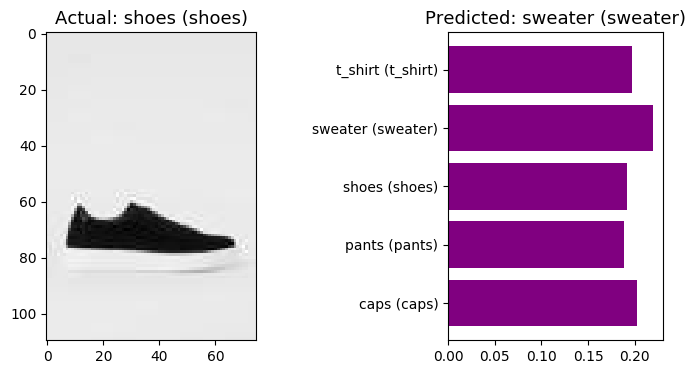 Actual: shoes (shoes)
0
20
40
60
80
100
0 20 40 60
Predicted: sweater (sweater)
t_shirt (t_shirt)
sweater (sweater)
shoes (shoes)
pants (pants)
caps (caps)
0.00 0.05 0.10 0.15 0.20